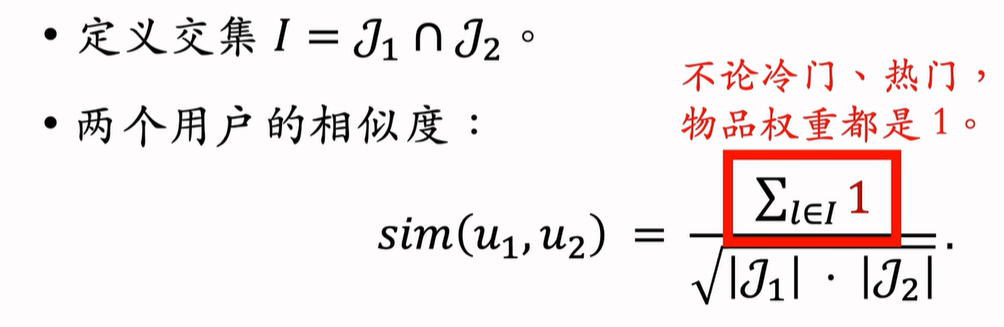 • 定义交集 I = 𝒥₁ ∩ 𝒥₂。
不论冷门、热门，
物品权重都是 1。
• 两个用户的相似度：
sim(u₁, u₂) = ∑_{l∈I} 1 / √(|𝒥₁| · |𝒥₂|) .